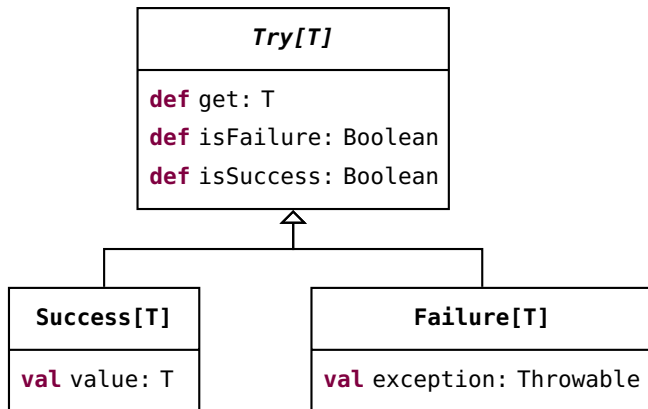 Try[T]
def get: T
def isFailure: Boolean
def isSuccess: Boolean
Success[T]
val value: T
Failure[T]
val exception: Throwable